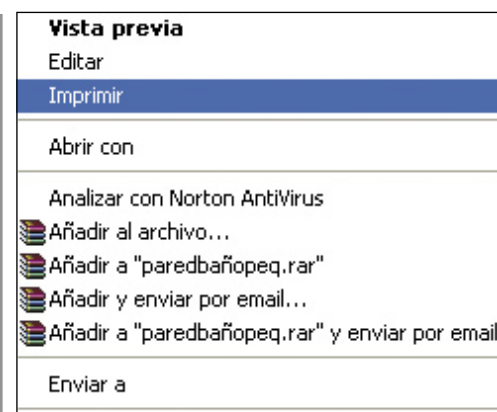 Vista previa
Editar
Imprimir
Abrir con
Analizar con Norton AntiVirus
Añadir al archivo...
Añadir a "paredbañopeq.rar"
Añadir y enviar por email...
Añadir a "paredbañopeq.rar" y enviar por email
Enviar a